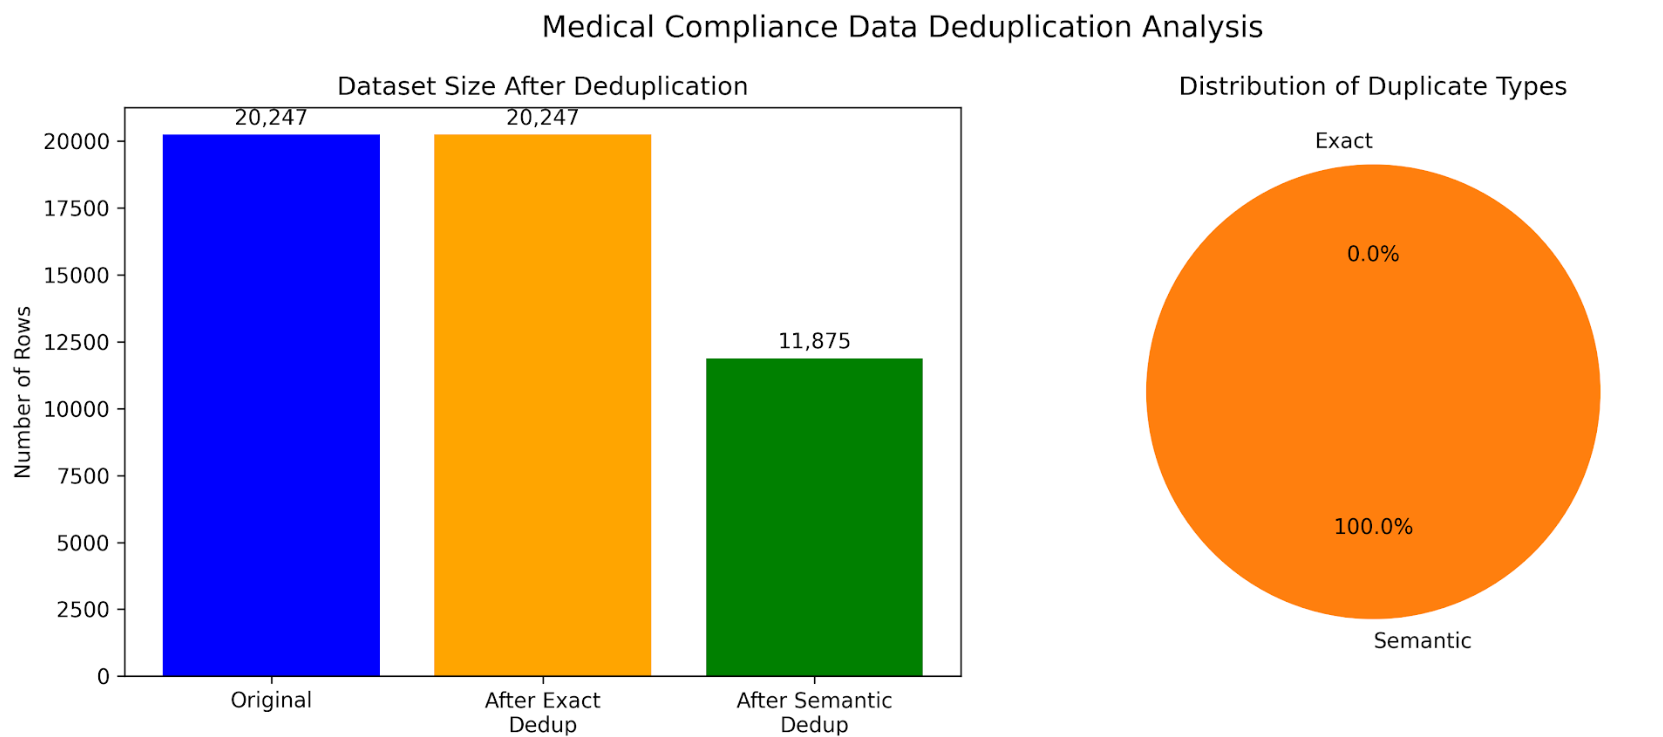 Medical Compliance Data Deduplication Analysis
Dataset Size After Deduplication
Number of Rows
20000
17500
15000
12500
10000
7500
5000
2500
0
20,247
20,247
11,875
Original
After Exact
Dedup
After Semantic
Dedup
Distribution of Duplicate Types
Exact
0.0%
100.0%
Semantic